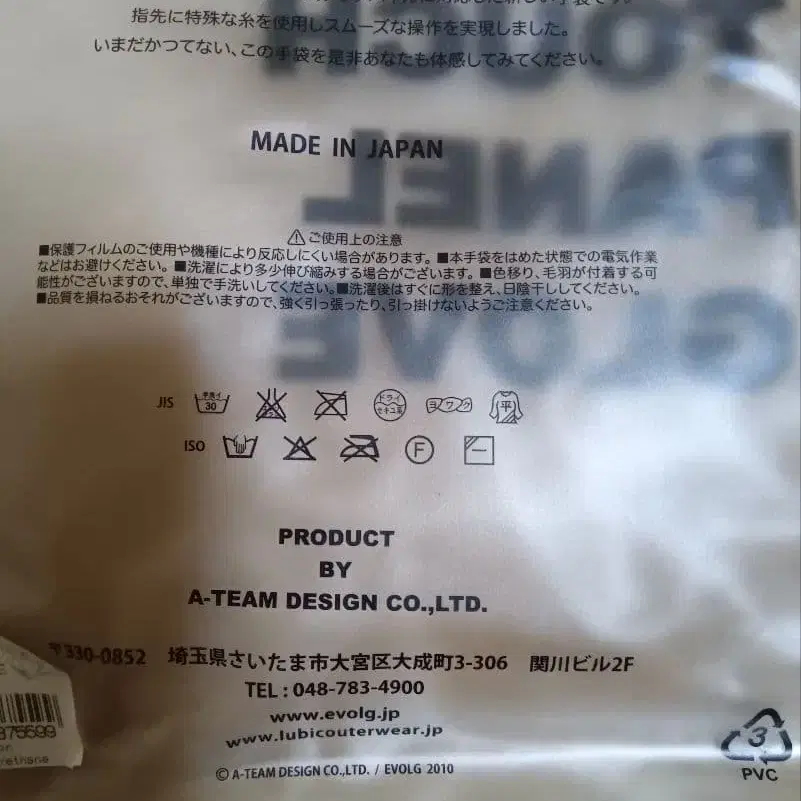 指先に特殊な糸を使用しスムーズな操作を実現しました。
いまだかつてない、この手袋を是非あなたも体感してみてください。
TOUCH
PANEL
GLOVE
MADE IN JAPAN
⚠ご使用上の注意
■保護フィルムのご使用や機種により反応しにくい場合があります。■本手袋をはめた状態での電気作業
などはお避けください。■洗濯により多少伸び縮みする場合がございます。■色移り、毛羽が付着する可
能性がございますので、単独で手洗いしてください。■洗濯後はすぐに形を整え、日陰干ししてください。
■品質を損ねるおそれがございますので、強く引っ張ったり、引っ掛けないようご注意ください。
JIS 手洗イ 30 ドライ セキユ系 ヨワク 平
ISO F
PRODUCT
BY
A-TEAM DESIGN CO.,LTD.
〒330-0852 埼玉県さいたま市大宮区大成町3-306 関川ビル2F
TEL : 048-783-4900
www.evolg.jp
www.lubicouterwear.jp
© A-TEAM DESIGN CO.,LTD. / EVOLG 2010
875699
3
PVC